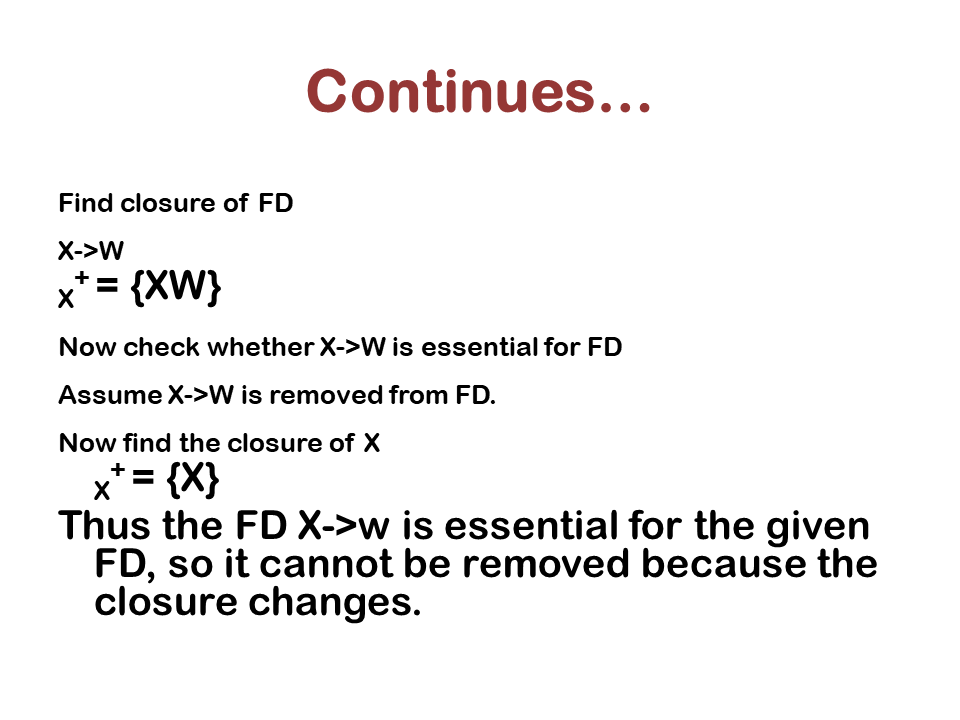 Continues…
Find closure of FD
X->W
X+ = {XW}
Now check whether X->W is essential for FD
Assume X->W is removed from FD.
Now find the closure of X
X+ = {X}
Thus the FD X->w is essential for the given
FD, so it cannot be removed because the
closure changes.